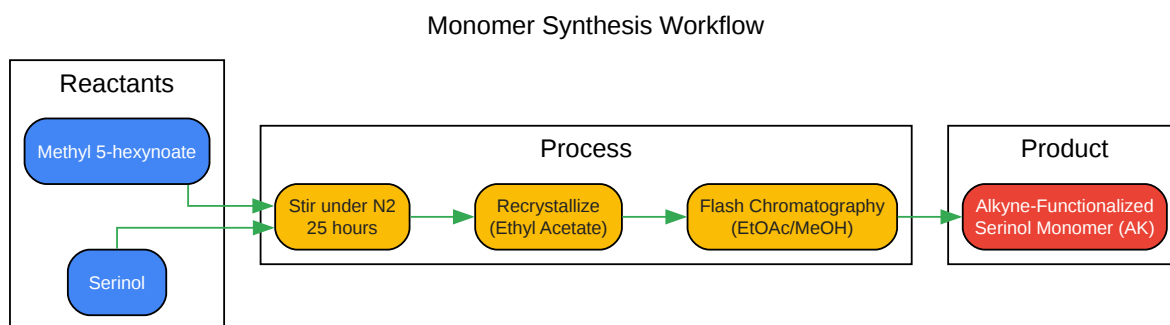 Monomer Synthesis Workflow
Reactants
Methyl 5-hexynoate
Serinol
Process
Stir under N2
25 hours
Recrystallize
(Ethyl Acetate)
Flash Chromatography
(EtOAc/MeOH)
Product
Alkyne-Functionalized
Serinol Monomer (AK)